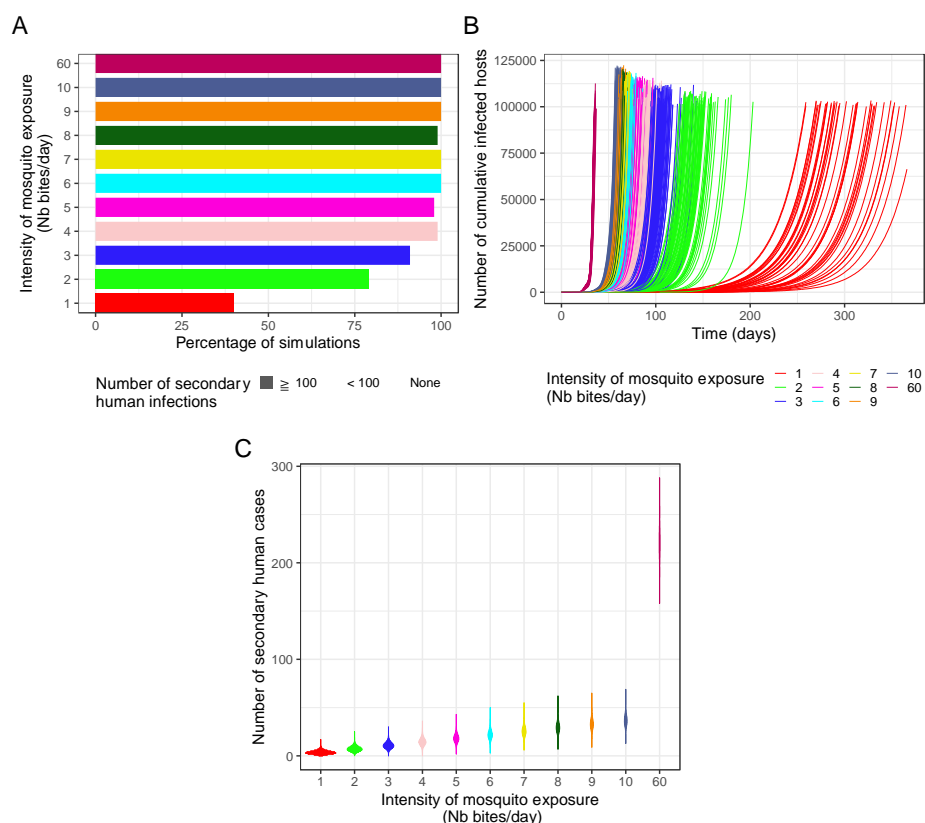 A
Intensity of mosquito exposure
(Nb bites/day)
60
10
9
8
7
6
5
4
3
2
1
0 25 50 75 100
Percentage of simulations
Number of secondary
human infections
≧ 100 < 100 None
B
Number of cumulative infected hosts
125000
100000
75000
50000
25000
0
0 100 200 300
Time (days)
Intensity of mosquito exposure
(Nb bites/day)
1 4 7 10
2 5 8 60
3 6 9
C
Number of secondary human cases
300
200
100
0
1 2 3 4 5 6 7 8 9 10 60
Intensity of mosquito exposure
(Nb bites/day)